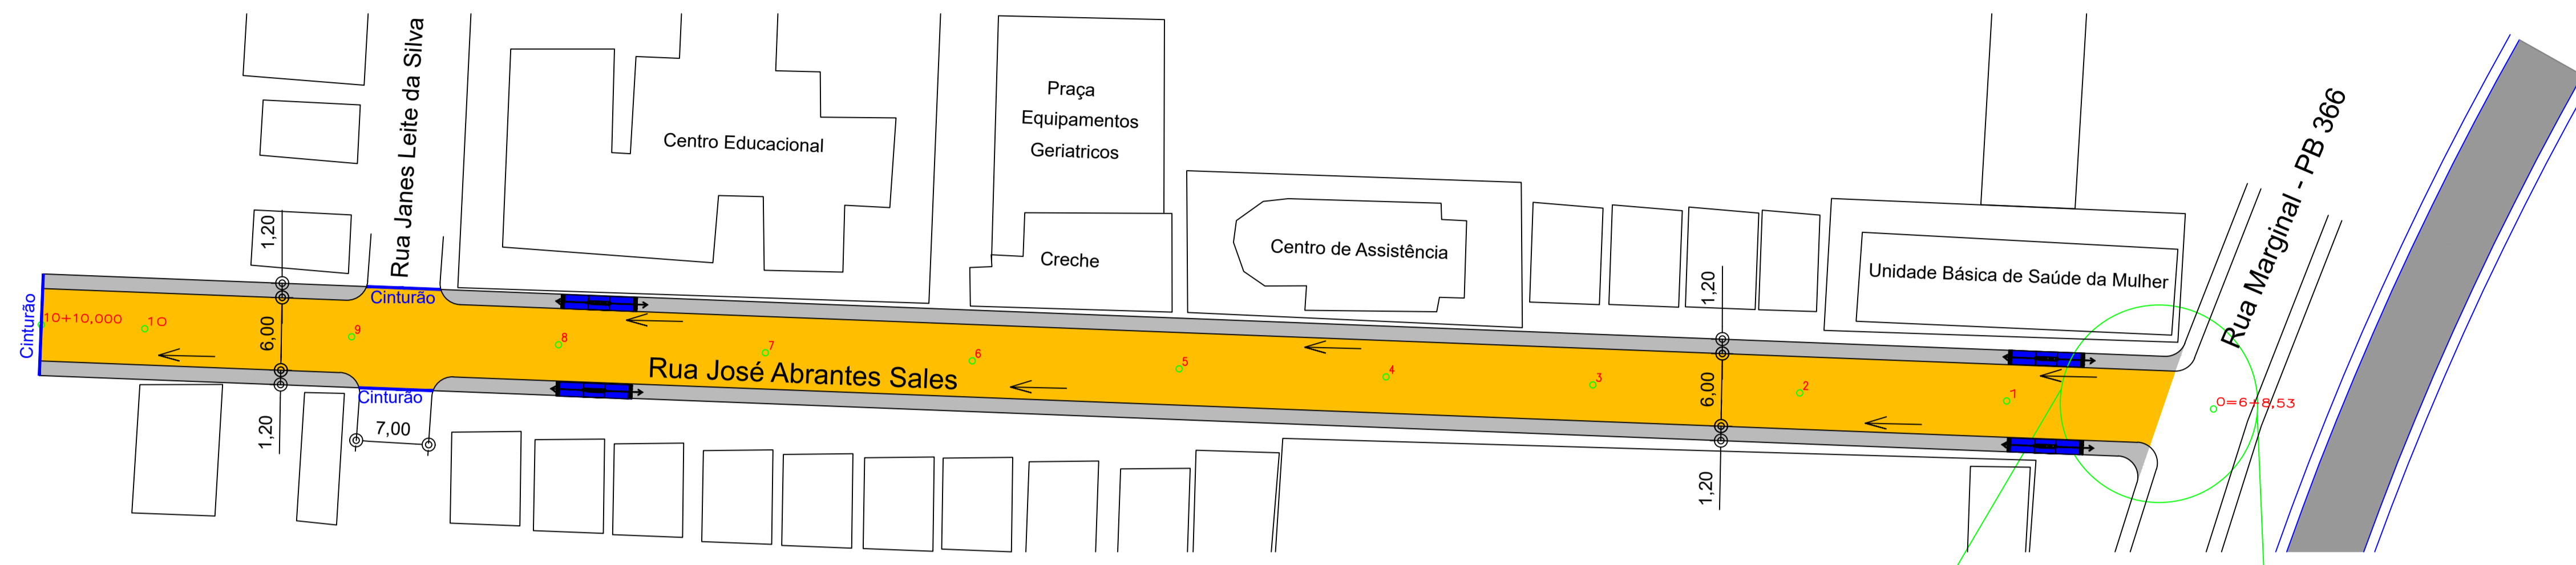 Rua Janes Leite da Silva
Centro Educacional
Praça
Equipamentos
Geriatricos
Creche
Centro de Assistência
Unidade Básica de Saúde da Mulher
Rua Marginal - PB 366
1,20
6,00
1,20
Cinturão
Cinturão
Cinturão
7,00
10+10,000
10
9
8
7
6
5
4
3
2
1
0=6+8,53
Rua José Abrantes Sales
1,20
6,00
1,20